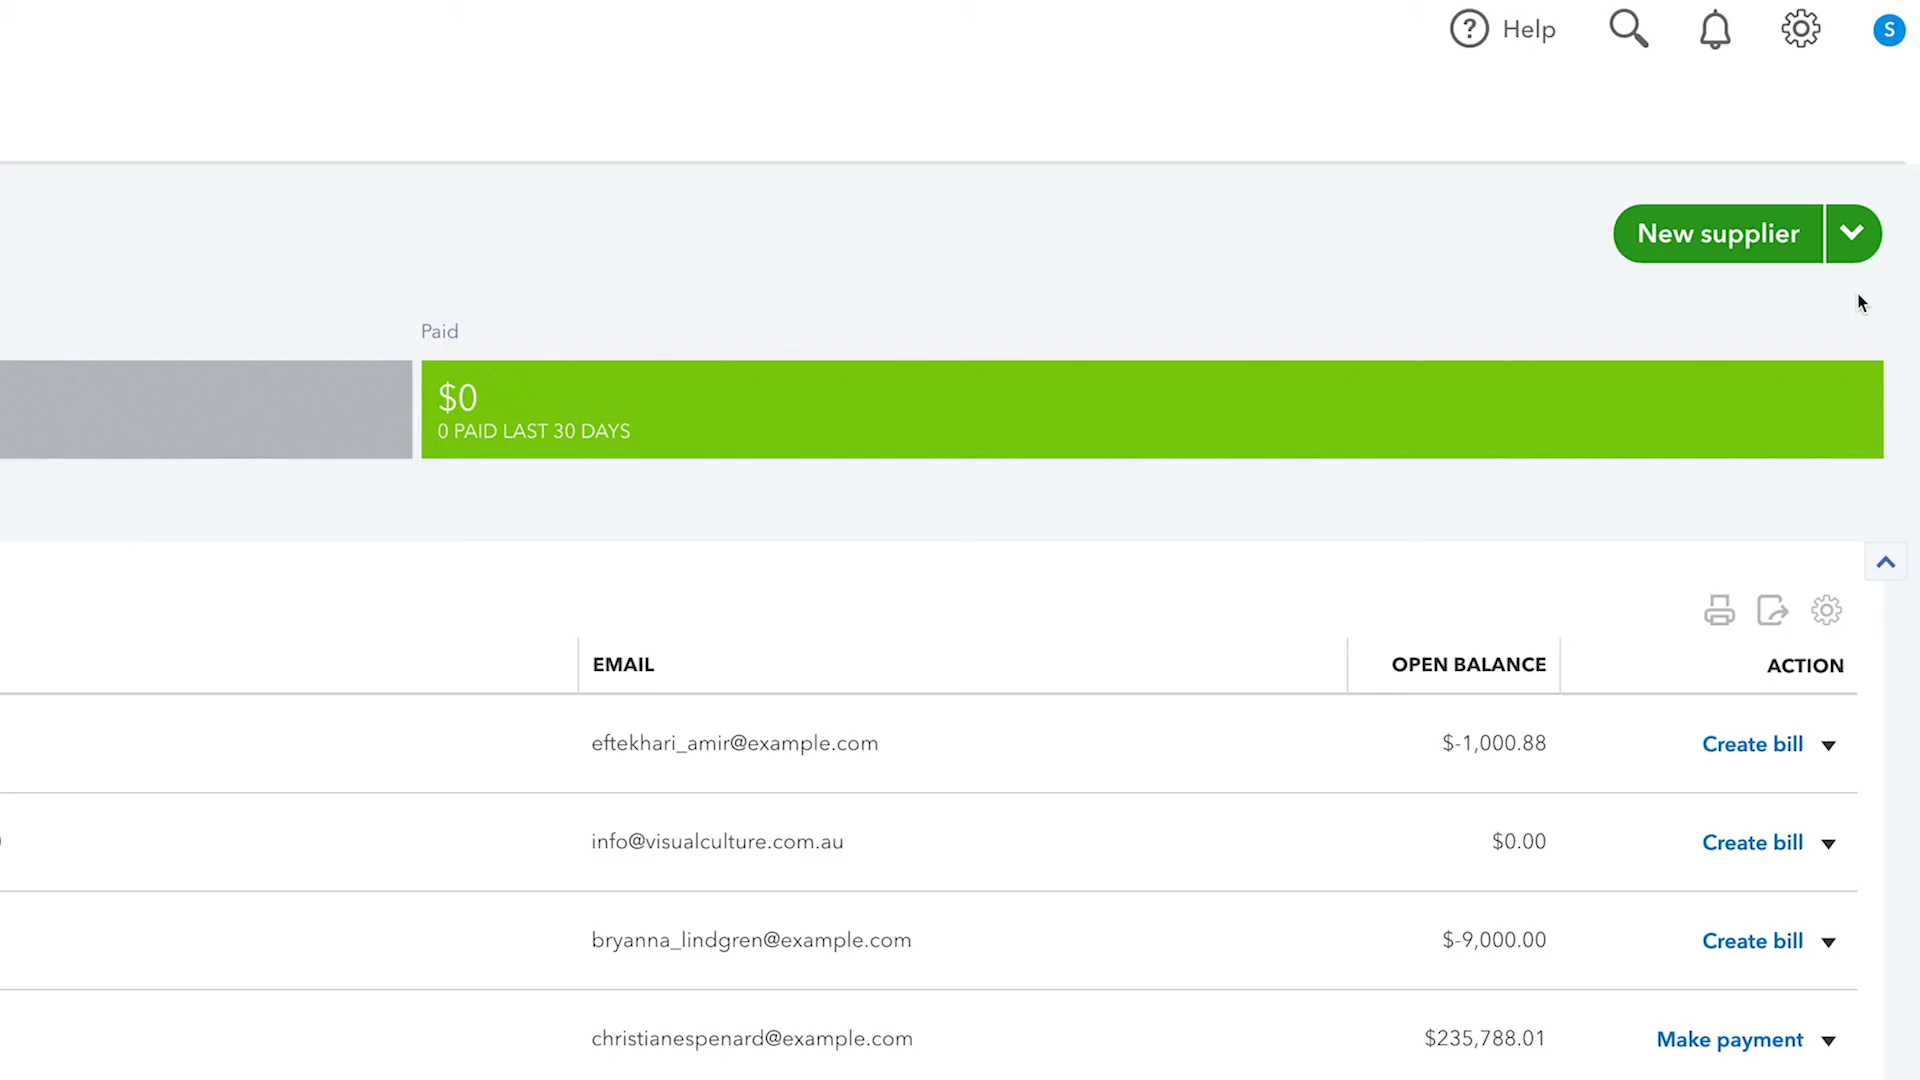 Help
S
New supplier
Paid
$0
0 PAID LAST 30 DAYS
EMAIL
OPEN BALANCE
ACTION
eftekhari_amir@example.com
$-1,000.88
Create bill
info@visualculture.com.au
$0.00
Create bill
bryanna_lindgren@example.com
$-9,000.00
Create bill
christianespenard@example.com
$235,788.01
Make payment